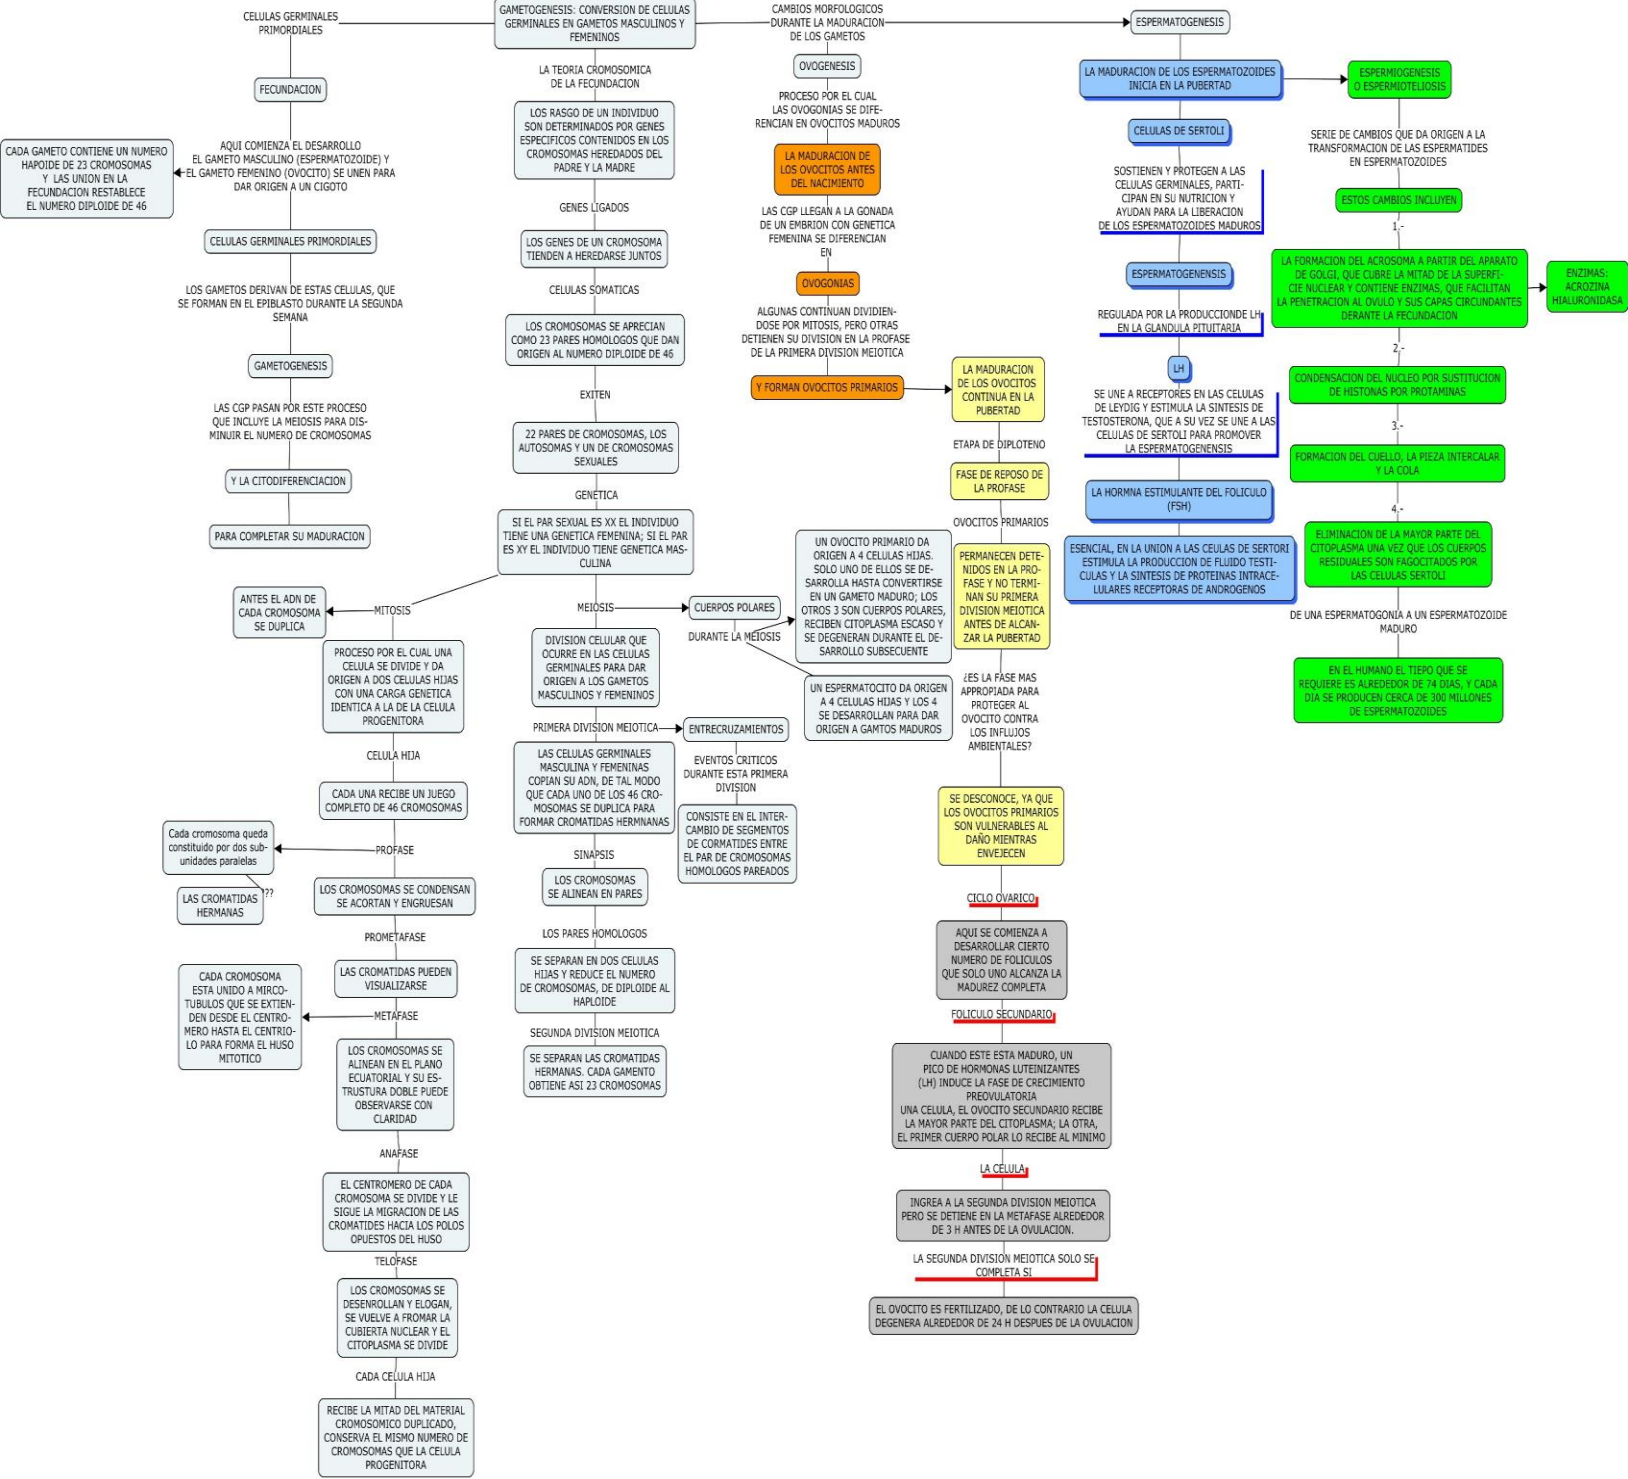 CELULAS GERMINALES
PRIMORDIALES
FECUNDACION
AQUI COMIENZA EL DESARROLLO
EL GAMETO MASCULINO (ESPERMATOZOIDE) Y
EL GAMETO FEMENINO (OVOCITO) SE UNEN PARA
DAR ORIGEN A UN CIGOTO
CADA GAMETO CONTIENE UN NUMERO
HAPOIDE DE 23 CROMOSOMAS
Y LAS UNION EN LA
FECUNDACION RESTABLECE
EL NUMERO DIPLOIDE DE 46
CELULAS GERMINALES PRIMORDIALES
LOS GAMETOS DERIVAN DE ESTAS CELULAS, QUE
SE FORMAN EN EL EPIBLASTO DURANTE LA SEGUNDA
SEMANA
GAMETOGENESIS
LAS CGP PASAN POR ESTE PROCESO
QUE INCLUYE LA MEIOSIS PARA DIS-
MINUIR EL NUMERO DE CROMOSOMAS
Y LA CITODIFERENCIACION
PARA COMPLETAR SU MADURACION
GAMETOGENESIS: CONVERSION DE CELULAS
GERMINALES EN GAMETOS MASCULINOS Y
FEMENINOS
LA TEORIA CROMOSOMICA
DE LA FECUNDACION
LOS RASGO DE UN INDIVIDUO
SON DETERMINADOS POR GENES
ESPECIFICOS CONTENIDOS EN LOS
CROMOSOMAS HEREDADOS DEL
PADRE Y LA MADRE
GENES LIGADOS
LOS GENES DE UN CROMOSOMA
TIENDEN A HEREDARSE JUNTOS
CELULAS SOMATICAS
LOS CROMOSOMAS SE APRECIAN
COMO 23 PARES HOMOLOGOS QUE DAN
ORIGEN AL NUMERO DIPLOIDE DE 46
EXITEN
22 PARES DE CROMOSOMAS, LOS
AUTOSOMAS Y UN DE CROMOSOMAS
SEXUALES
GENETICA
SI EL PAR SEXUAL ES XX EL INDIVIDUO
TIENE UNA GENETICA FEMENINA; SI EL PAR
ES XY EL INDIVIDUO TIENE GENETICA MAS-
CULINA
MITOSIS
ANTES EL ADN DE
CADA CROMOSOMA
SE DUPLICA
PROCESO POR EL CUAL UNA
CELULA SE DIVIDE Y DA
ORIGEN A DOS CELULAS HIJAS
CON UNA CARGA GENETICA
IDENTICA A LA DE LA CELULA
PROGENITORA
CELULA HIJA
CADA UNA RECIBE UN JUEGO
COMPLETO DE 46 CROMOSOMAS
PROFASE
Cada cromosoma queda
constituido por dos sub-
unidades paralelas
???
LAS CROMATIDAS
HERMANAS
LOS CROMOSOMAS SE CONDENSAN
SE ACORTAN Y ENGRUESAN
PROMETAFASE
LAS CROMATIDAS PUEDEN
VISUALIZARSE
METAFASE
CADA CROMOSOMA
ESTA UNIDO A MIRCO-
TUBULOS QUE SE EXTIEN-
DEN DESDE EL CENTRO-
MERO HASTA EL CENTRIO-
LO PARA FORMA EL HUSO
MITOTICO
LOS CROMOSOMAS SE
ALINEAN EN EL PLANO
ECUATORIAL Y SU ES-
TRUSTURA DOBLE PUEDE
OBSERVARSE CON
CLARIDAD
ANAFASE
EL CENTROMERO DE CADA
CROMOSOMA SE DIVIDE Y LE
SIGUE LA MIGRACION DE LAS
CROMATIDES HACIA LOS POLOS
OPUESTOS DEL HUSO
TELOFASE
LOS CROMOSOMAS SE
DESENROLLAN Y ELOGAN,
SE VUELVE A FROMAR LA
CUBIERTA NUCLEAR Y EL
CITOPLASMA SE DIVIDE
CADA CELULA HIJA
RECIBE LA MITAD DEL MATERIAL
CROMOSOMICO DUPLICADO,
CONSERVA EL MISMO NUMERO DE
CROMOSOMAS QUE LA CELULA
PROGENITORA
MEIOSIS
DIVISION CELULAR QUE
OCURRE EN LAS CELULAS
GERMINALES PARA DAR
ORIGEN A LOS GAMETOS
MASCULINOS Y FEMENINOS
PRIMERA DIVISION MEIOTICA
LAS CELULAS GERMINALES
MASCULINA Y FEMENINAS
COPIAN SU ADN, DE TAL MODO
QUE CADA UNO DE LOS 46 CRO-
MOSOMAS SE DUPLICA PARA
FORMAR CROMATIDAS HERMNANAS
SINAPSIS
LOS CROMOSOMAS
SE ALINEAN EN PARES
LOS PARES HOMOLOGOS
SE SEPARAN EN DOS CELULAS
HIJAS Y REDUCE EL NUMERO
DE CROMOSOMAS, DE DIPLOIDE AL
HAPLOIDE
SEGUNDA DIVISION MEIOTICA
SE SEPARAN LAS CROMATIDAS
HERMANAS. CADA GAMENTO
OBTIENE ASI 23 CROMOSOMAS
CUERPOS POLARES
DURANTE LA MEIOSIS
UN OVOCITO PRIMARIO DA
ORIGEN A 4 CELULAS HIJAS.
SOLO UNO DE ELLOS SE DE-
SARROLLA HASTA CONVERTIRSE
EN UN GAMETO MADURO; LOS
OTROS 3 SON CUERPOS POLARES,
RECIBEN CITOPLASMA ESCASO Y
SE DEGENERAN DURANTE EL DE-
SARROLLO SUBSECUENTE
UN ESPERMATOCITO DA ORIGEN
A 4 CELULAS HIJAS Y LOS 4
SE DESARROLLAN PARA DAR
ORIGEN A GAMTOS MADUROS
ENTRECRUZAMIENTOS
EVENTOS CRITICOS
DURANTE ESTA PRIMERA
DIVISION
CONSISTE EN EL INTER-
CAMBIO DE SEGMENTOS
DE CORMATIDES ENTRE
EL PAR DE CROMOSOMAS
HOMOLOGOS PAREADOS
CAMBIOS MORFOLOGICOS
DURANTE LA MADURACION
DE LOS GAMETOS
OVOGENESIS
PROCESO POR EL CUAL
LAS OVOGONIAS SE DIFE-
RENCIAN EN OVOCITOS MADUROS
LA MADURACION DE
LOS OVOCITOS ANTES
DEL NACIMIENTO
LAS CGP LLEGAN A LA GONADA
DE UN EMBRION CON GENETICA
FEMENINA SE DIFERENCIAN
EN
OVOGONIAS
ALGUNAS CONTINUAN DIVIDIEN-
DOSE POR MITOSIS, PERO OTRAS
DETIENEN SU DIVISION EN LA PROFASE
DE LA PRIMERA DIVISION MEIOTICA
Y FORMAN OVOCITOS PRIMARIOS
LA MADURACION
DE LOS OVOCITOS
CONTINUA EN LA
PUBERTAD
ETAPA DE DIPLOTENO
FASE DE REPOSO DE
LA PROFASE
OVOCITOS PRIMARIOS
PERMANECEN DETE-
NIDOS EN LA PRO-
FASE Y NO TERMI-
NAN SU PRIMERA
DIVISION MEIOTICA
ANTES DE ALCAN-
ZAR LA PUBERTAD
¿ES LA FASE MAS
APROPIADA PARA
PROTEGER AL
OVOCITO CONTRA
LOS INFLUJOS
AMBIENTALES?
SE DESCONOCE, YA QUE
LOS OVOCITOS PRIMARIOS
SON VULNERABLES AL
DAÑO MIENTRAS
ENVEJECEN
CICLO OVARICO
AQUI SE COMIENZA A
DESARROLLAR CIERTO
NUMERO DE FOLICULOS
QUE SOLO UNO ALCANZA LA
MADUREZ COMPLETA
FOLICULO SECUNDARIO
CUANDO ESTE ESTA MADURO, UN
PICO DE HORMONAS LUTEINIZANTES
(LH) INDUCE LA FASE DE CRECIMIENTO
PREOVULATORIA
UNA CELULA, EL OVOCITO SECUNDARIO RECIBE
LA MAYOR PARTE DEL CITOPLASMA; LA OTRA,
EL PRIMER CUERPO POLAR LO RECIBE AL MINIMO
LA CELULA
INGREA A LA SEGUNDA DIVISION MEIOTICA
PERO SE DETIENE EN LA METAFASE ALREDEDOR
DE 3 H ANTES DE LA OVULACION.
LA SEGUNDA DIVISION MEIOTICA SOLO SE
COMPLETA SI
EL OVOCITO ES FERTILIZADO, DE LO CONTRARIO LA CELULA
DEGENERA ALREDEDOR DE 24 H DESPUES DE LA OVULACION
ESPERMATOGENESIS
LA MADURACION DE LOS ESPERMATOZOIDES
INICIA EN LA PUBERTAD
CELULAS DE SERTOLI
SOSTIENEN Y PROTEGEN A LAS
CELULAS GERMINALES, PARTI-
CIPAN EN SU NUTRICION Y
AYUDAN PARA LA LIBERACION
DE LOS ESPERMATOZOIDES MADUROS
ESPERMATOGENENSIS
REGULADA POR LA PRODUCCIONDE LH
EN LA GLANDULA PITUITARIA
LH
SE UNE A RECEPTORES EN LAS CELULAS
DE LEYDIG Y ESTIMULA LA SINTESIS DE
TESTOSTERONA, QUE A SU VEZ SE UNE A LAS
CELULAS DE SERTOLI PARA PROMOVER
LA ESPERMATOGENENSIS
LA HORMNA ESTIMULANTE DEL FOLICULO
(FSH)
ESENCIAL, EN LA UNION A LAS CEULAS DE SERTORI
ESTIMULA LA PRODUCCION DE FLUIDO TESTI-
CULAS Y LA SINTESIS DE PROTEINAS INTRACE-
LULARES RECEPTORAS DE ANDROGENOS
ESPERMIOGENESIS
O ESPERMIOTELIOSIS
SERIE DE CAMBIOS QUE DA ORIGEN A LA
TRANSFORMACION DE LAS ESPERMATIDES
EN ESPERMATOZOIDES
ESTOS CAMBIOS INCLUYEN
1.-
LA FORMACION DEL ACROSOMA A PARTIR DEL APARATO
DE GOLGI, QUE CUBRE LA MITAD DE LA SUPERFI-
CIE NUCLEAR Y CONTIENE ENZIMAS, QUE FACILITAN
LA PENETRACION AL OVULO Y SUS CAPAS CIRCUNDANTES
DERANTE LA FECUNDACION
ENZIMAS:
ACROZINA
HIALURONIDASA
2.-
CONDENSACION DEL NUCLEO POR SUSTITUCION
DE HISTONAS POR PROTAMINAS
3.-
FORMACION DEL CUELLO, LA PIEZA INTERCALAR
Y LA COLA
4.-
ELIMINACION DE LA MAYOR PARTE DEL
CITOPLASMA UNA VEZ QUE LOS CUERPOS
RESIDUALES SON FAGOCITADOS POR
LAS CELULAS SERTOLI
DE UNA ESPERMATOGONIA A UN ESPERMATOZOIDE
MADURO
EN EL HUMANO EL TIEPO QUE SE
REQUIERE ES ALREDEDOR DE 74 DIAS, Y CADA
DIA SE PRODUCEN CERCA DE 300 MILLONES
DE ESPERMATOZOIDES